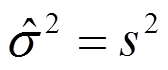 σ̂² = s²